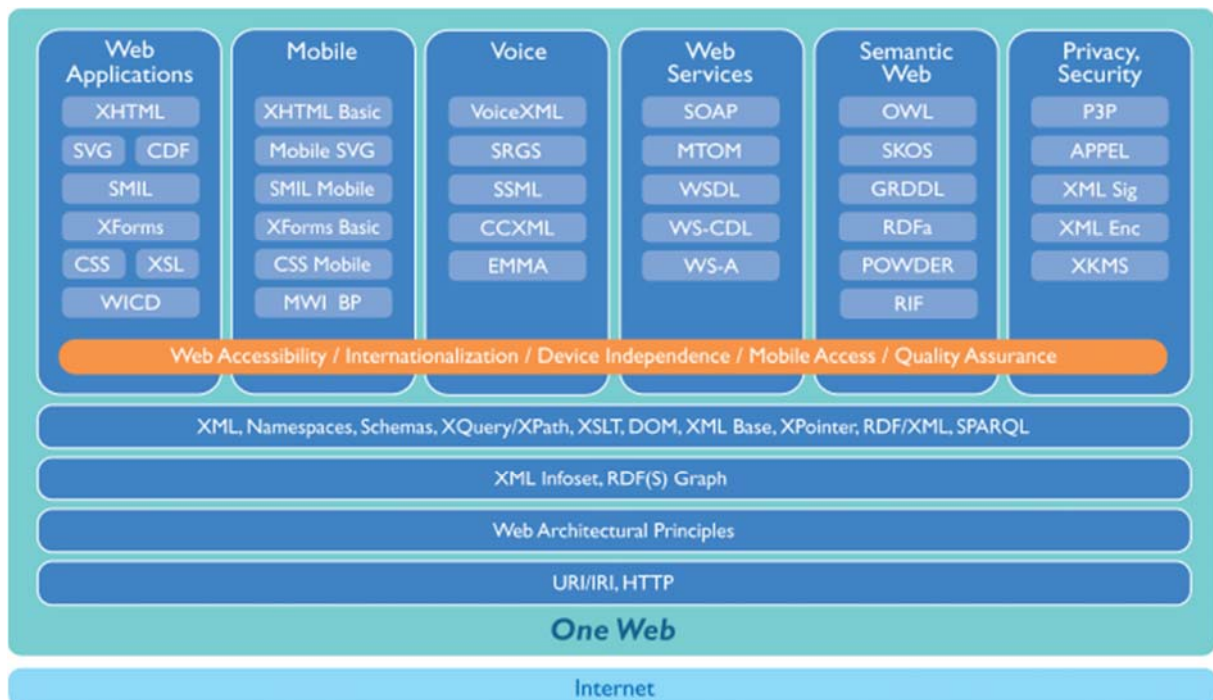 Web
Applications
XHTML
SVG CDF
SMIL
XForms
CSS XSL
WICD
Mobile
XHTML Basic
Mobile SVG
SMIL Mobile
XForms Basic
CSS Mobile
MWI BP
Voice
VoiceXML
SRGS
SSML
CCXML
EMMA
Web
Services
SOAP
MTOM
WSDL
WS-CDL
WS-A
Semantic
Web
OWL
SKOS
GRDDL
RDFa
POWDER
RIF
Privacy,
Security
P3P
APPEL
XML Sig
XML Enc
XKMS
Web Accessibility / Internationalization / Device Independence / Mobile Access / Quality Assurance
XML, Namespaces, Schemas, XQuery/XPath, XSLT, DOM, XML Base, XPointer, RDF/XML, SPARQL
XML Infoset, RDF(S) Graph
Web Architectural Principles
URI/IRI, HTTP
One Web
Internet